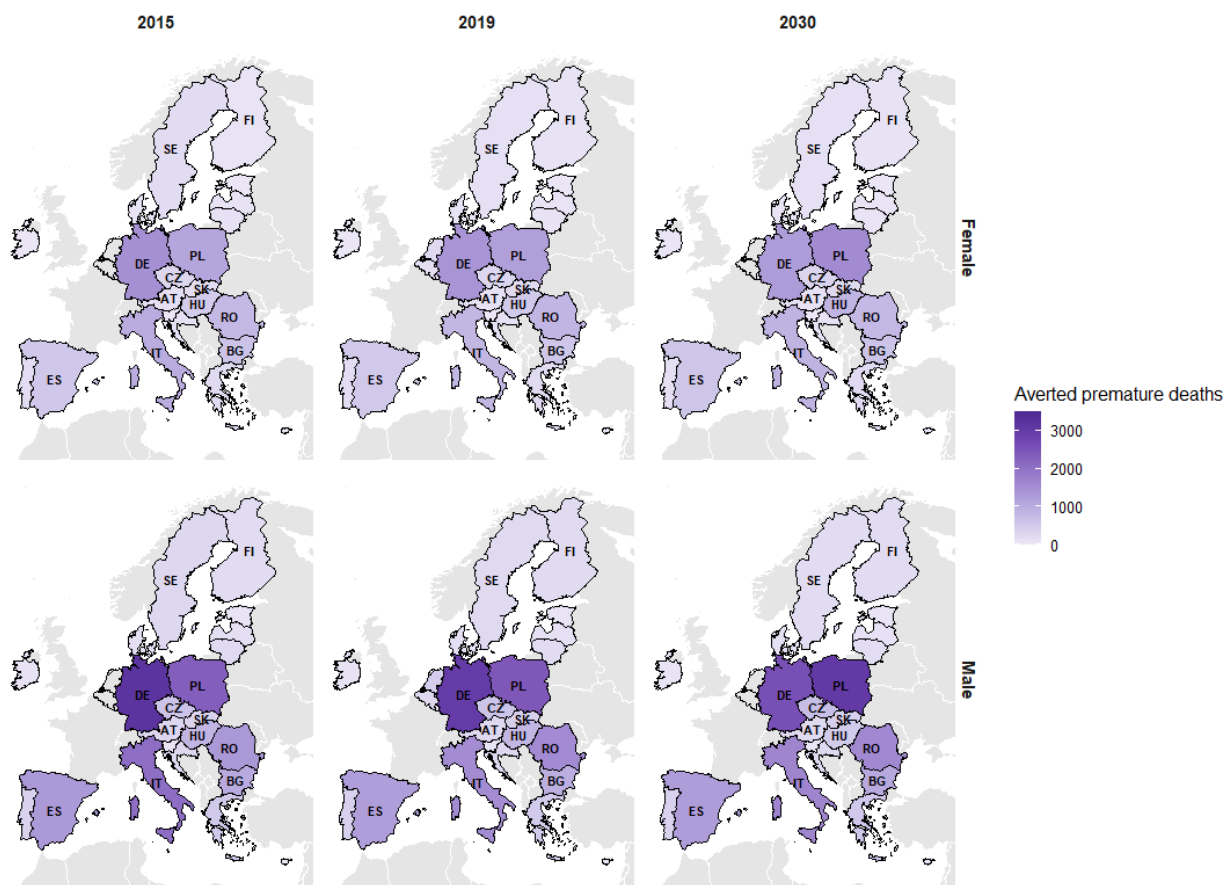 2015 2019 2030
FI FI FI
SE SE SE
Female
DE PL DE PL DE PL
CZ CZ CZ
SK SK SK
AT AT AT
HU HU HU
RO RO RO
BG BG BG
IT IT IT
ES ES ES
Averted premature deaths
3000
2000
1000
0
FI FI FI
SE SE SE
Male
DE PL DE PL DE PL
CZ CZ CZ
SK SK SK
AT AT AT
HU HU HU
RO RO RO
BG BG BG
IT IT IT
ES ES ES